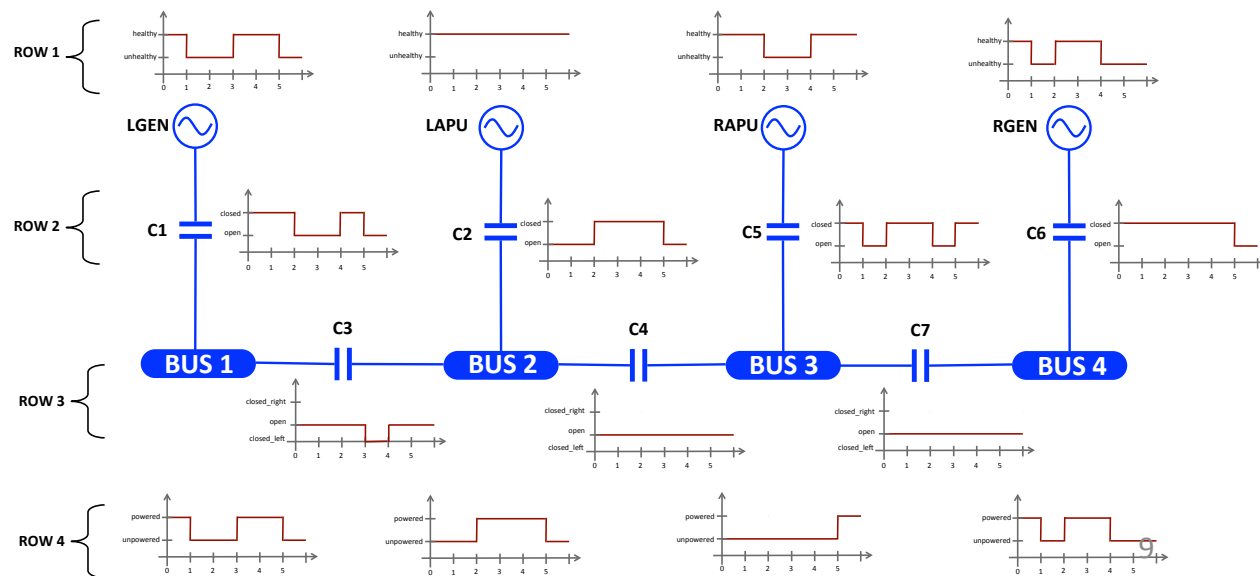 ROW 1
healthy
unhealthy
0 1 2 3 4 5
healthy
unhealthy
0 1 2 3 4 5
healthy
unhealthy
0 1 2 3 4 5
healthy
unhealthy
0 1 2 3 4 5
LGEN
LAPU
RAPU
RGEN
ROW 2
C1
closed
open
0 1 2 3 4 5
C2
closed
open
0 1 2 3 4 5
C5
closed
open
0 1 2 3 4 5
C6
closed
open
0 1 2 3 4 5 6
C3
C4
C7
BUS 1
BUS 2
BUS 3
BUS 4
ROW 3
closed_right
open
closed_left
0 1 2 3 4 5
closed_right
open
closed_left
0 1 2 3 4 5
closed_right
open
closed_left
0 1 2 3 4 5
ROW 4
powered
unpowered
0 1 2 3 4 5
powered
unpowered
0 1 2 3 4 5
powered
unpowered
0 1 2 3 4 5
powered
unpowered
0 1 2 3 4 5
9